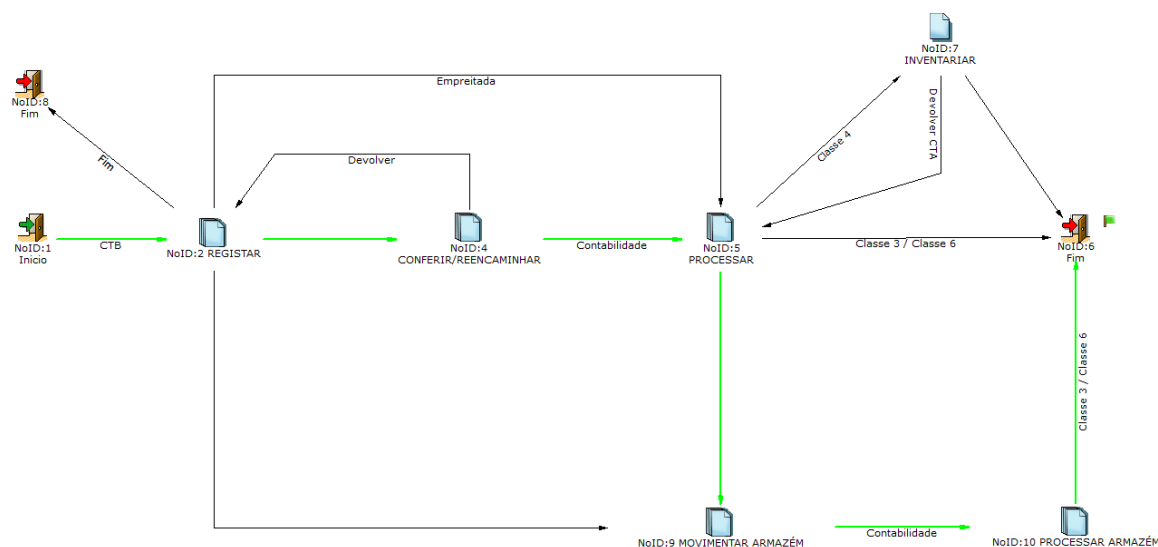 NoID:7
INVENTARIAR
Empreitada
NoID:8
Fim
Fim
Devolver
Classe 4
Devolver CTA
NoID:1
Inicio
CTB
NoID:2 REGISTAR
NoID:4
CONFERIR/REENCAMINHAR
Contabilidade
NoID:5
PROCESSAR
Classe 3 / Classe 6
NoID:6
Fim
Classe 3 / Classe 6
NoID:9 MOVIMENTAR ARMAZÉM
Contabilidade
NoID:10 PROCESSAR ARMAZÉM